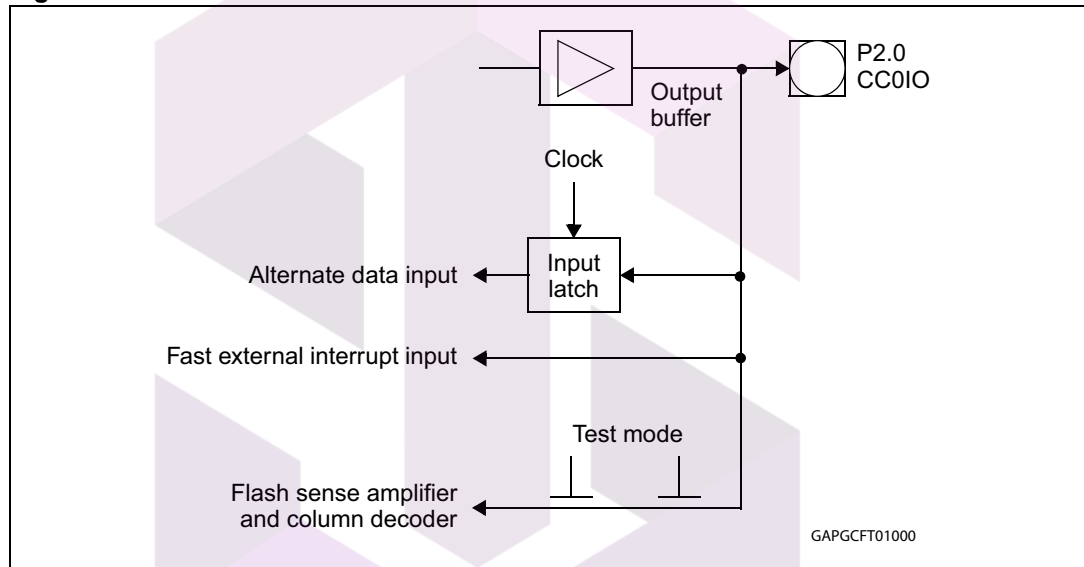 P2.0
CC0IO
Output
buffer
Clock
Input
latch
Alternate data input
Fast external interrupt input
Test mode
Flash sense amplifier
and column decoder
GAPGCFT01000